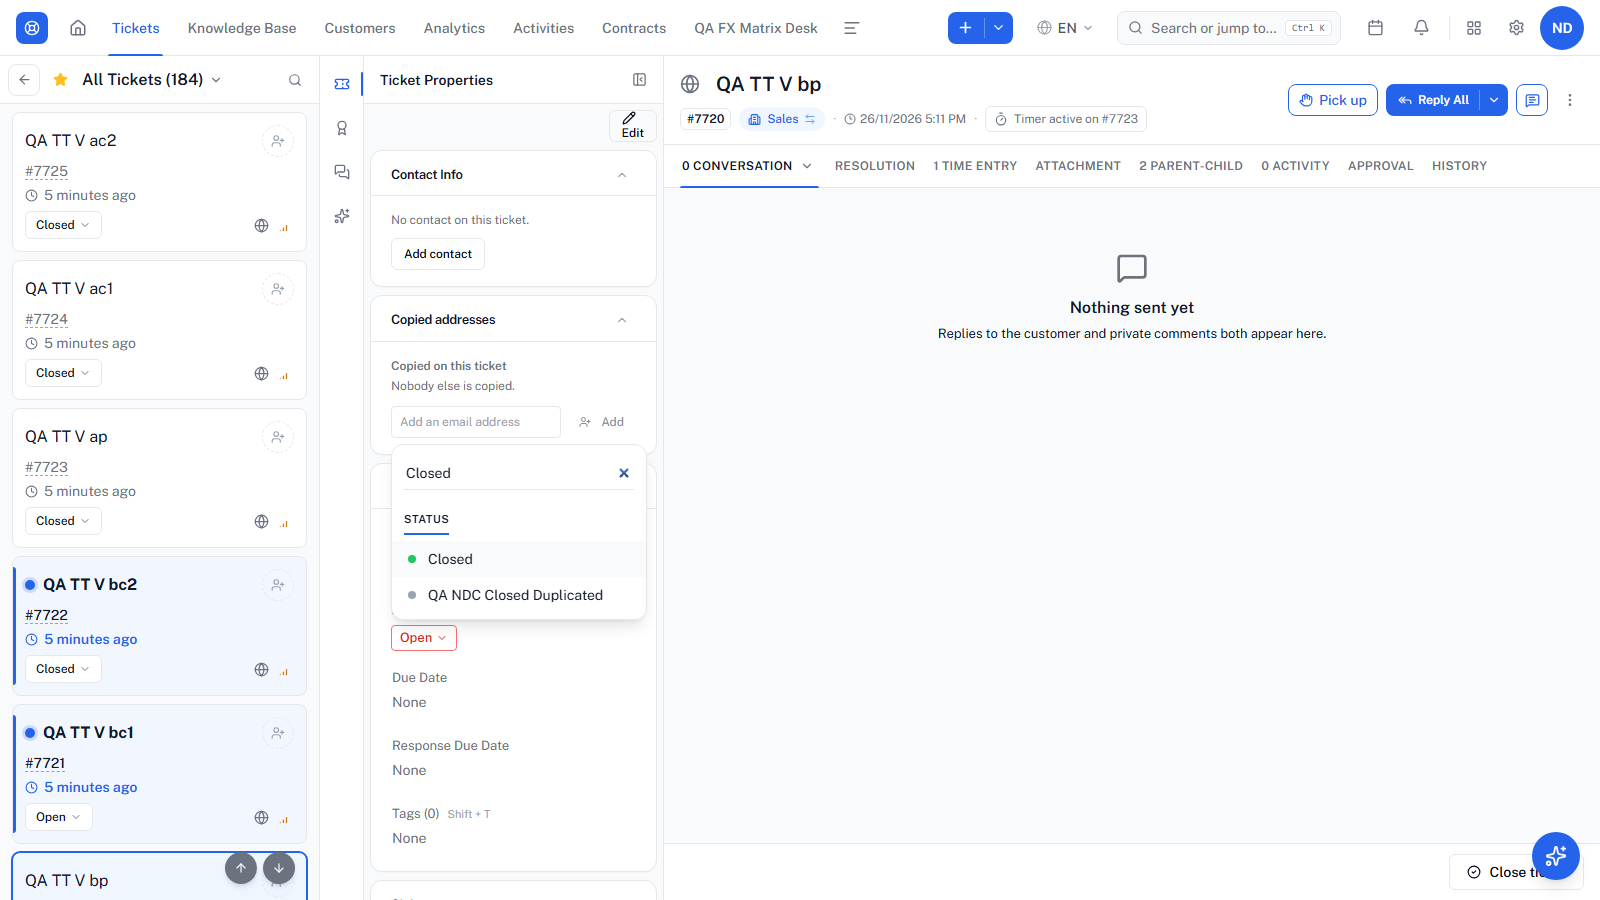 Tickets
Knowledge Base
Customers
Analytics
Activities
Contracts
QA FX Matrix Desk
EN
Search or jump to...
Ctrl K
ND
All Tickets (184)
QA TT V ac2
#7725
5 minutes ago
Closed
QA TT V ac1
#7724
5 minutes ago
Closed
QA TT V ap
#7723
5 minutes ago
Closed
QA TT V bc2
#7722
5 minutes ago
Closed
QA TT V bc1
#7721
5 minutes ago
Open
QA TT V bp
Ticket Properties
Edit
Contact Info
No contact on this ticket.
Add contact
Copied addresses
Copied on this ticket
Nobody else is copied.
Add an email address
Add
Closed
STATUS
Closed
QA NDC Closed Duplicated
Open
Due Date
None
Response Due Date
None
Tags (0) Shift + T
None
QA TT V bp
#7720
Sales
· 26/11/2026 5:11 PM ·
Timer active on #7723
Pick up
Reply All
0 CONVERSATION
RESOLUTION
1 TIME ENTRY
ATTACHMENT
2 PARENT-CHILD
0 ACTIVITY
APPROVAL
HISTORY
Nothing sent yet
Replies to the customer and private comments both appear here.
Close